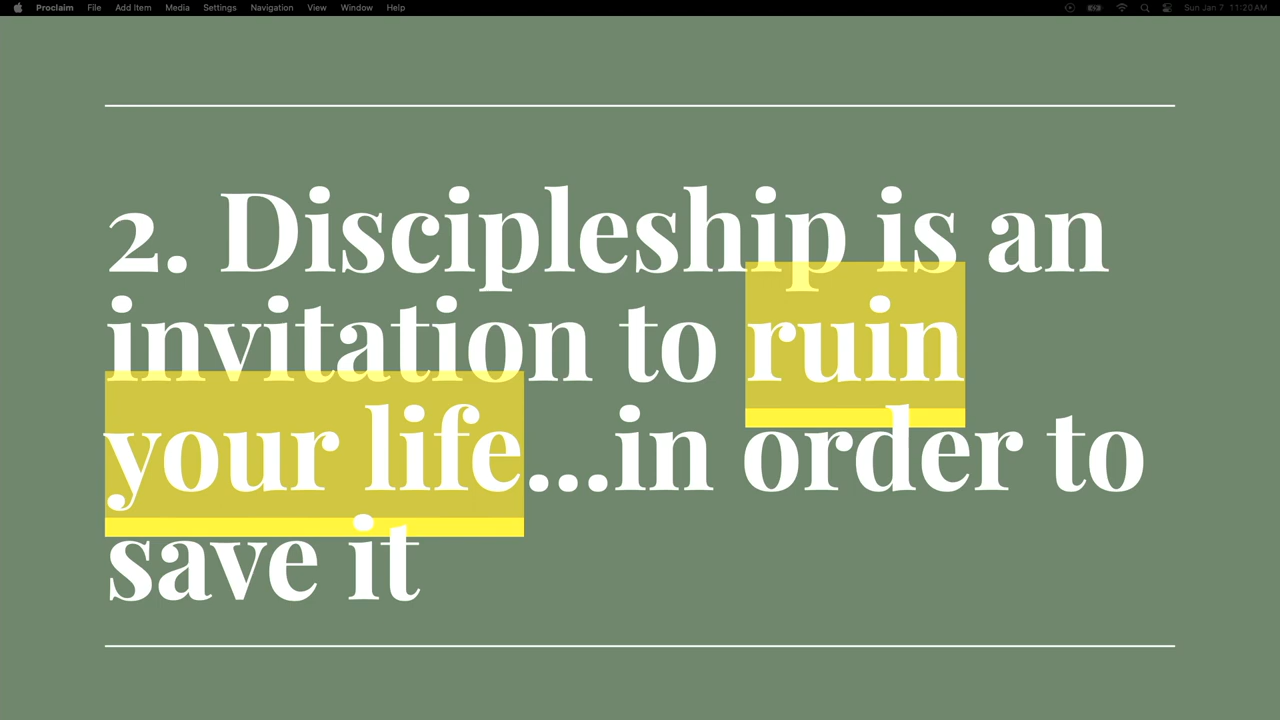 Proclaim File Add Item Media Settings Navigation View Window Help Sun Jan 7 11:20 AM
2. Discipleship is an
invitation to ruin
your life...in order to
save it